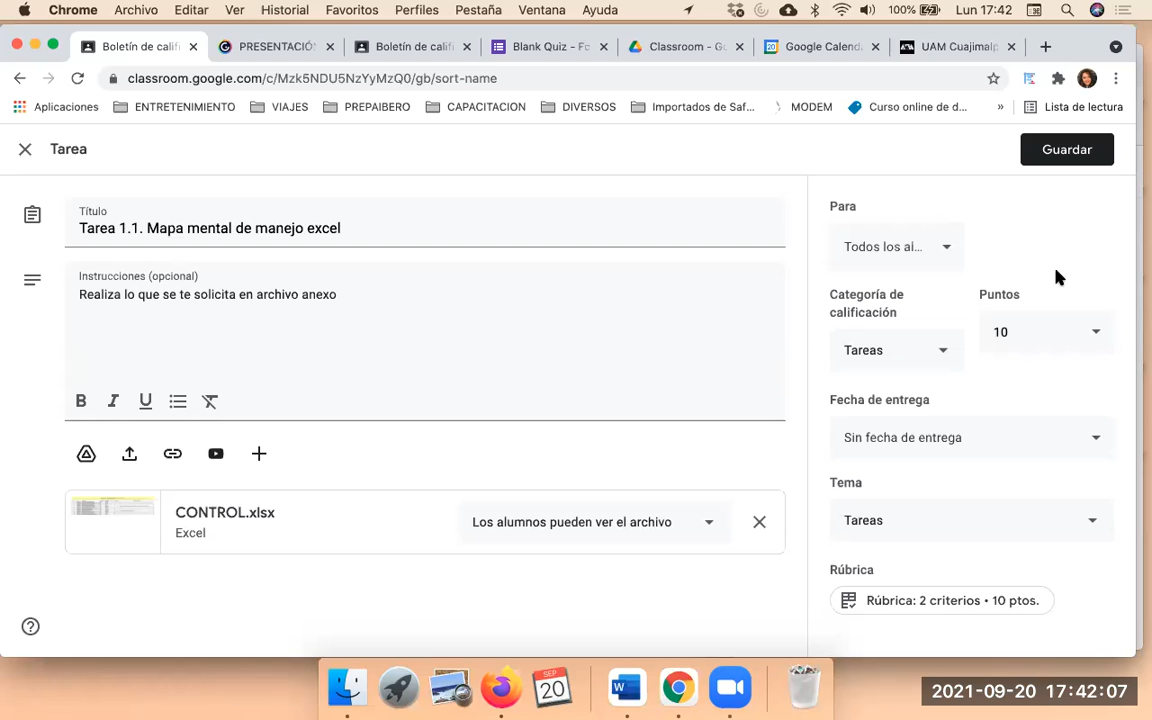 Chrome Archivo Editar Ver Historial Favoritos Perfiles Pestaña Ventana Ayuda 100% Lun 17:42
Boletín de calif PRESENTACIÓ Boletín de calif Blank Quiz - Fo Classroom - Go Google Calend UAM Cuajimalp
classroom.google.com/c/Mzk5NDU5NzYyMzQ0/gb/sort-name
Aplicaciones ENTRETENIMIENTO VIAJES PREPAIBERO CAPACITACION DIVERSOS Importados de Saf... MODEM Curso online de d... » Lista de lectura
Tarea
Guardar
Título
Tarea 1.1. Mapa mental de manejo excel
Instrucciones (opcional)
Realiza lo que se te solicita en archivo anexo
B I U
CONTROL.xlsx
Excel
Los alumnos pueden ver el archivo
Para
Todos los al...
Categoría de calificación
Puntos
Tareas
10
Fecha de entrega
Sin fecha de entrega
Tema
Tareas
Rúbrica
Rúbrica: 2 criterios • 10 ptos.
SEP
20
W
2021-09-20 17:42:07